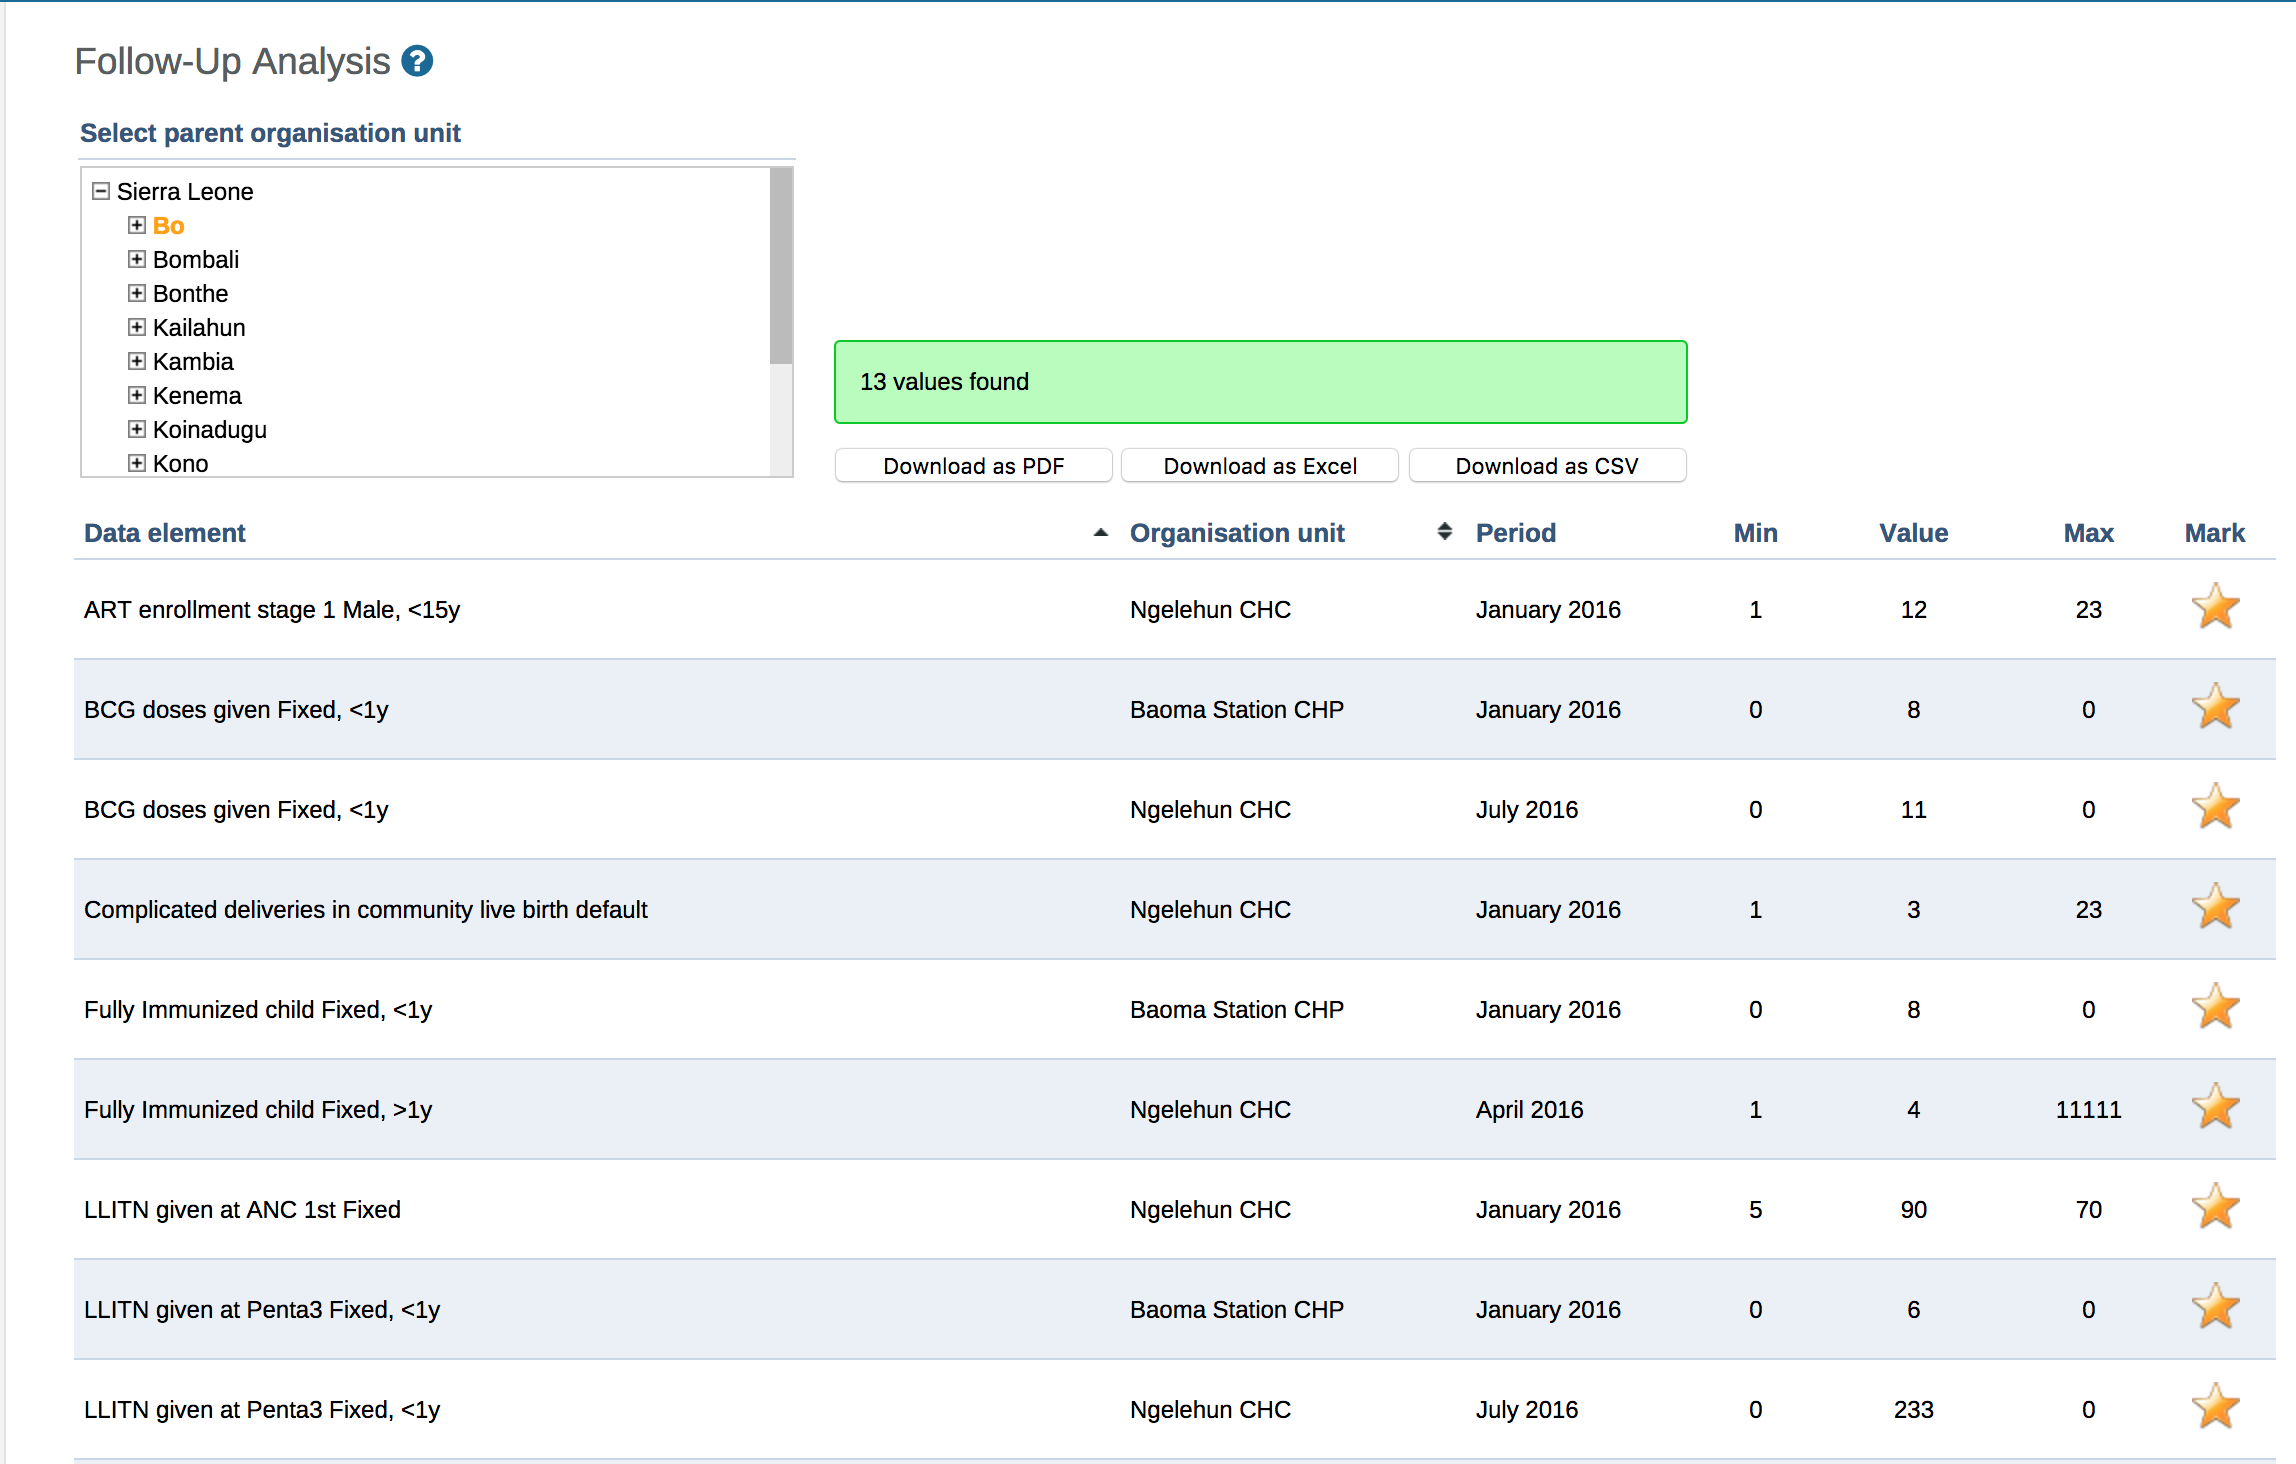 Follow-Up Analysis ?
Select parent organisation unit
Sierra Leone
Bo
Bombali
Bonthe
Kailahun
Kambia
Kenema
Koinadugu
Kono
13 values found
Download as PDF Download as Excel Download as CSV
Data element Organisation unit Period Min Value Max Mark
ART enrollment stage 1 Male, <15y Ngelehun CHC January 2016 1 12 23
BCG doses given Fixed, <1y Baoma Station CHP January 2016 0 8 0
BCG doses given Fixed, <1y Ngelehun CHC July 2016 0 11 0
Complicated deliveries in community live birth default Ngelehun CHC January 2016 1 3 23
Fully Immunized child Fixed, <1y Baoma Station CHP January 2016 0 8 0
Fully Immunized child Fixed, >1y Ngelehun CHC April 2016 1 4 11111
LLITN given at ANC 1st Fixed Ngelehun CHC January 2016 5 90 70
LLITN given at Penta3 Fixed, <1y Baoma Station CHP January 2016 0 6 0
LLITN given at Penta3 Fixed, <1y Ngelehun CHC July 2016 0 233 0